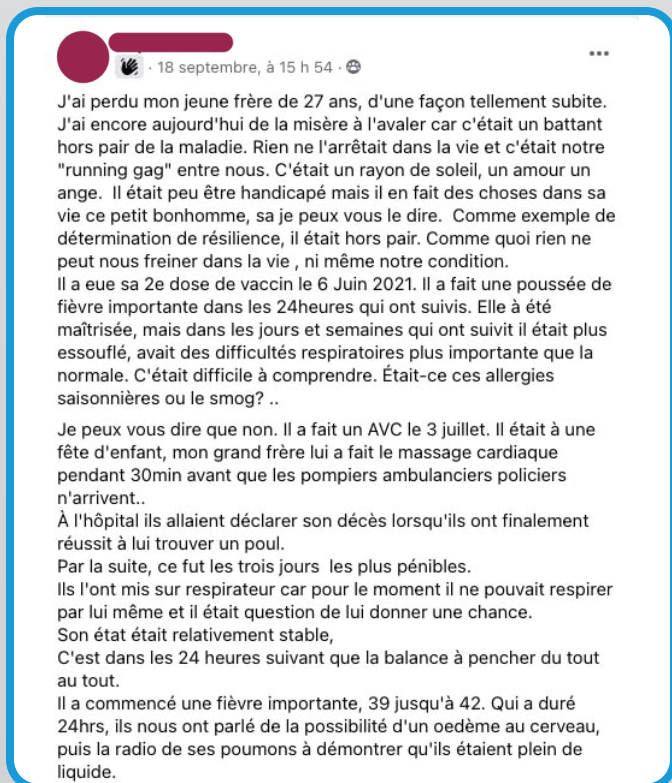 18 septembre, à 15 h 54
J'ai perdu mon jeune frère de 27 ans, d'une façon tellement subite.
J'ai encore aujourd'hui de la misère à l'avaler car c'était un battant
hors pair de la maladie. Rien ne l'arrêtait dans la vie et c'était notre
"running gag" entre nous. C'était un rayon de soleil, un amour un
ange. Il était peu être handicapé mais il en fait des choses dans sa
vie ce petit bonhomme, sa je peux vous le dire. Comme exemple de
détermination de résilience, il était hors pair. Comme quoi rien ne
peut nous freiner dans la vie , ni même notre condition.
Il a eue sa 2e dose de vaccin le 6 Juin 2021. Il a fait une poussée de
fièvre importante dans les 24heures qui ont suivis. Elle à été
maîtrisée, mais dans les jours et semaines qui ont suivit il était plus
essouflé, avait des difficultés respiratoires plus importante que la
normale. C'était difficile à comprendre. Était-ce ces allergies
saisonnières ou le smog? ..
Je peux vous dire que non. Il a fait un AVC le 3 juillet. Il était à une
fête d'enfant, mon grand frère lui a fait le massage cardiaque
pendant 30min avant que les pompiers ambulanciers policiers
n'arrivent..
À l'hôpital ils allaient déclarer son décès lorsqu'ils ont finalement
réussit à lui trouver un poul.
Par la suite, ce fut les trois jours les plus pénibles.
Ils l'ont mis sur respirateur car pour le moment il ne pouvait respirer
par lui même et il était question de lui donner une chance.
Son état était relativement stable,
C'est dans les 24 heures suivant que la balance à pencher du tout
au tout.
Il a commencé une fièvre importante, 39 jusqu'à 42. Qui a duré
24hrs, ils nous ont parlé de la possibilité d'un oedème au cerveau,
puis la radio de ses poumons à démontrer qu'ils étaient plein de
liquide.